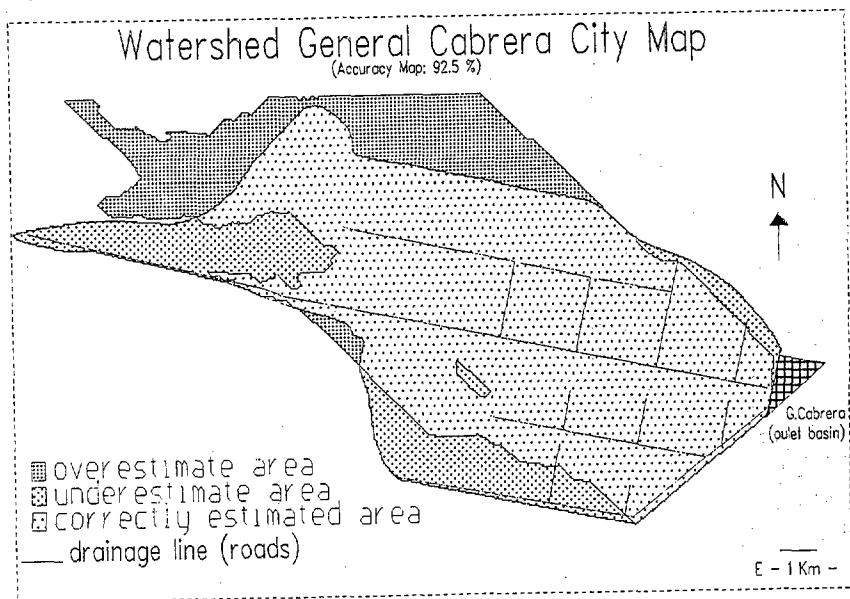 Watershed General Cabrera City Map
(Accuracy Map: 92.5 %)
N
G.Cabrera
(oulet basin)
overestimate area
underestimate area
correctly estimated area
drainage line (roads)
E - 1 Km -